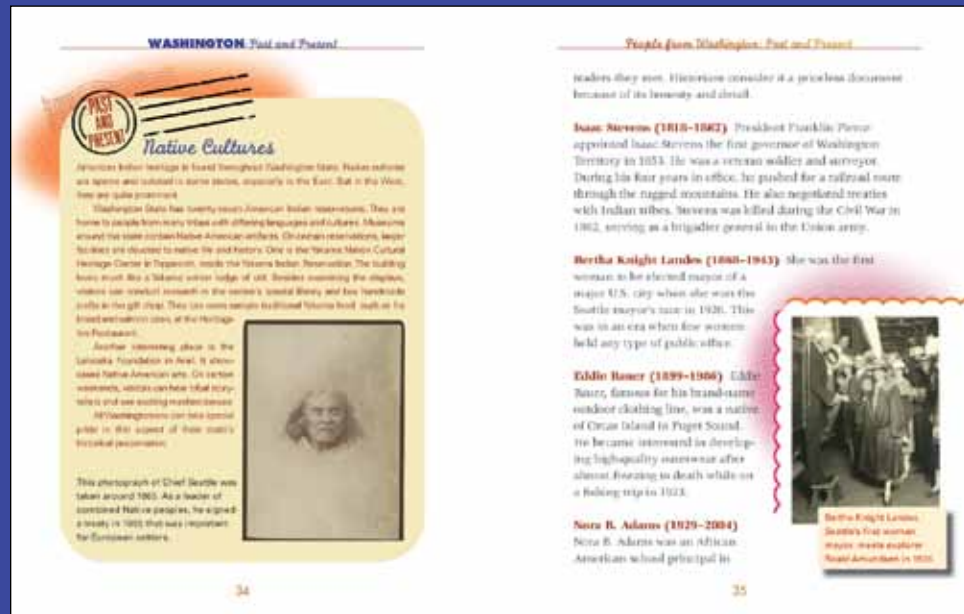 WASHINGTON Past and Present
PAST
AND
PRESENT
Native Cultures
American Indian heritage is found throughout Washington State. Native cultures
are sparse and isolated in some states, especially in the East. But in the West,
they are quite prominent.
Washington State has twenty-seven American Indian reservations. They are
home to people from many tribes with differing languages and cultures. Museums
around the state contain Native American artifacts. On certain reservations, larger
facilities are devoted to native life and history. One is the Yakama Nation Cultural
Heritage Center in Toppenish, inside the Yakama Indian Reservation. The building
looks much like a Yakama winter lodge of old. Besides examining the displays,
visitors can conduct research in the center's special library and buy handmade
crafts in the gift shop. They can even sample traditional Yakama food, such as fry
bread and salmon, at the Heritage
Inn Restaurant.
Another interesting place is the
Lelooska Foundation in Ariel. It show-
cases Native American arts. On certain
weekends, visitors can hear tribal story-
tellers and see exciting masked dances.
All Washingtonians can take special
pride in this aspect of their state's
historical preservation.
This photograph of Chief Seattle was
taken around 1865. As a leader of
combined Native peoples, he signed
a treaty in 1855 that was important
for European settlers.
34
People from Washington: Past and Present
leaders they met. Historians consider it a priceless document
because of its honesty and detail.
Isaac Stevens (1818–1862) President Franklin Pierce
appointed Isaac Stevens the first governor of Washington
Territory in 1853. He was a veteran soldier and surveyor.
During his four years in office, he pushed for a railroad route
through the rugged mountains. He also negotiated treaties
with Indian tribes. Stevens was killed during the Civil War in
1862, serving as a brigadier general in the Union army.
Bertha Knight Landes (1868–1943) She was the first
woman to be elected mayor of a
major U.S. city when she won the
Seattle mayor's race in 1926. This
was in an era when few women
held any type of public office.
Eddie Bauer (1899–1986) Eddie
Bauer, famous for his brand-name
outdoor clothing line, was a native
of Orcas Island in Puget Sound.
He became interested in develop-
ing high-quality outerwear after
almost freezing to death while on
a fishing trip in 1923.
Nora B. Adams (1929–2004)
Nora B. Adams was an African
American school principal in
Bertha Knight Landes,
Seattle's first woman
mayor, meets explorer
Roald Amundsen in 1926.
35